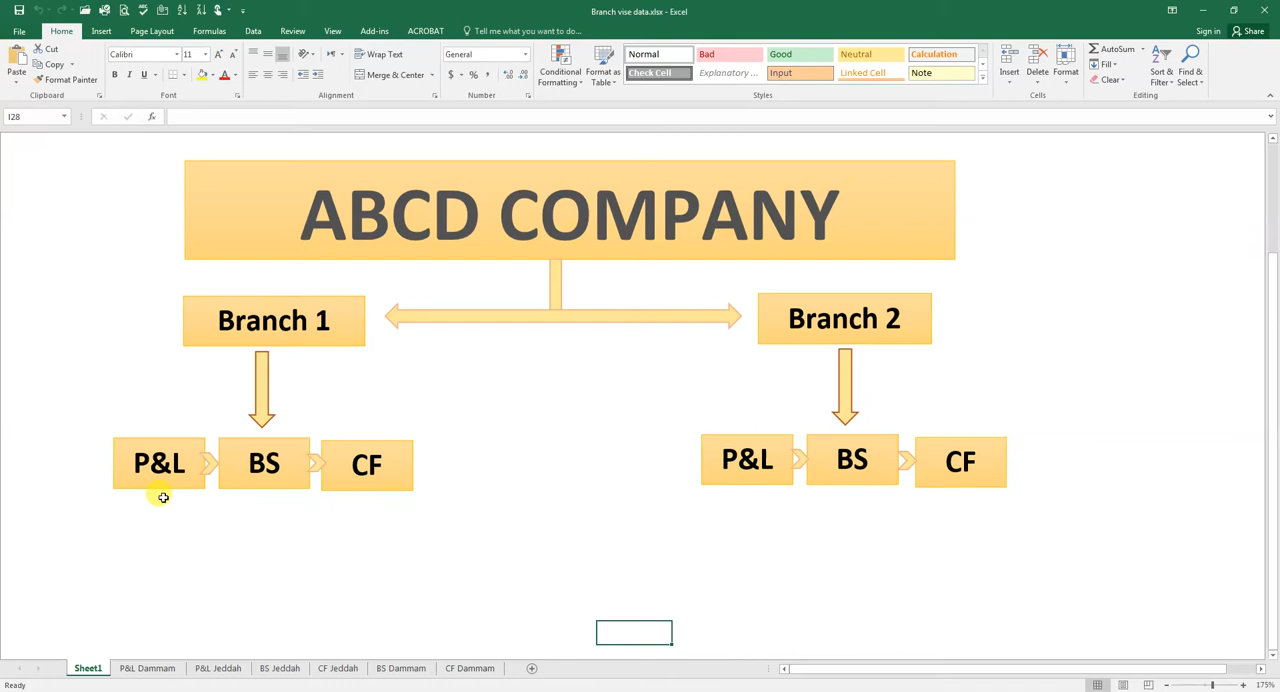 Branch vise data.xlsx - Excel
Sign in
Share
File
Home
Insert
Page Layout
Formulas
Data
Review
View
Add-ins
ACROBAT
Tell me what you want to do...
Paste
Cut
Copy
Format Painter
Clipboard
Calibri
11
B I U
Font
Wrap Text
Merge & Center
Alignment
General
$ % ,
Number
Conditional Formatting
Format as Table
Normal
Bad
Good
Neutral
Calculation
Check Cell
Explanatory ...
Input
Linked Cell
Note
Styles
Insert
Delete
Format
Cells
AutoSum
Fill
Clear
Sort & Filter
Find & Select
Editing
I28
fx
ABCD COMPANY
Branch 1
Branch 2
P&L
BS
CF
P&L
BS
CF
Sheet1
P&L Dammam
P&L Jeddah
BS Jeddah
CF Jeddah
BS Dammam
CF Dammam
Ready
175%